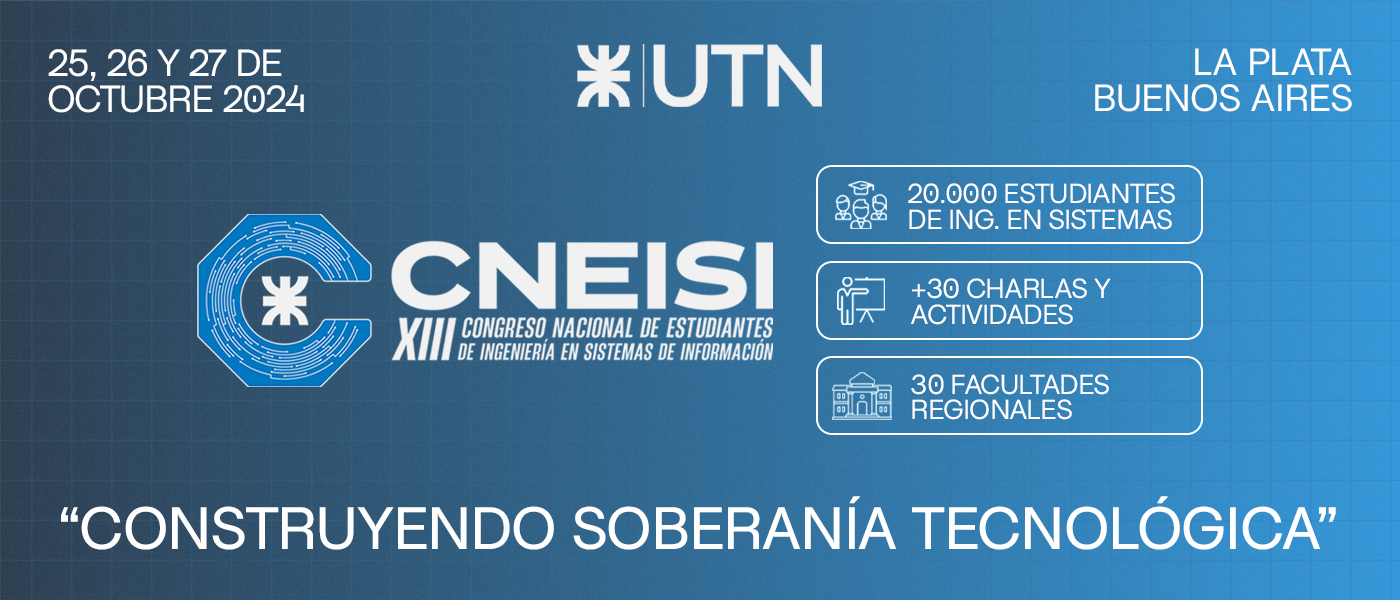 25, 26 Y 27 DE
OCTUBRE 2024
UTN
LA PLATA
BUENOS AIRES
CNEISI
XIII CONGRESO NACIONAL DE ESTUDIANTES
DE INGENIERÍA EN SISTEMAS DE INFORMACIÓN
20.000 ESTUDIANTES
DE ING. EN SISTEMAS
+30 CHARLAS Y
ACTIVIDADES
30 FACULTADES
REGIONALES
“CONSTRUYENDO SOBERANÍA TECNOLÓGICA”